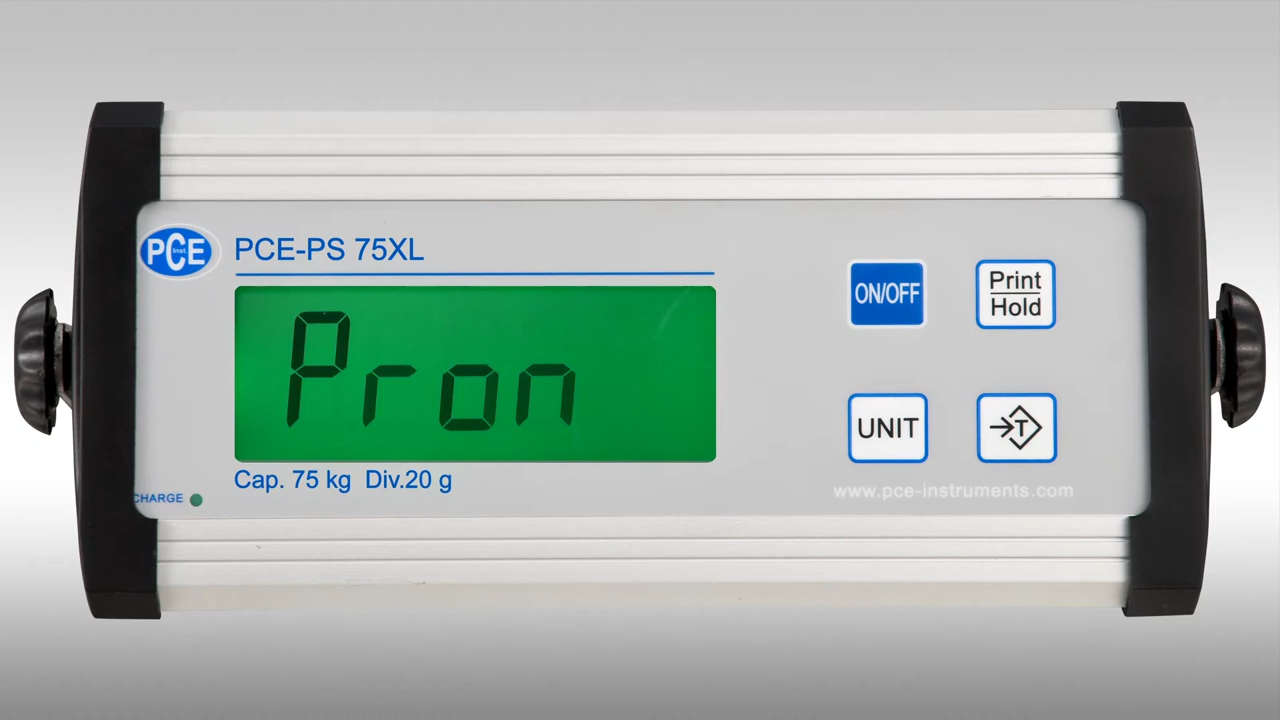 PCE
Inst.
PCE-PS 75XL
Pron
Cap. 75 kg Div.20 g
CHARGE
ON/OFF
Print
Hold
UNIT
T
www.pce-instruments.com